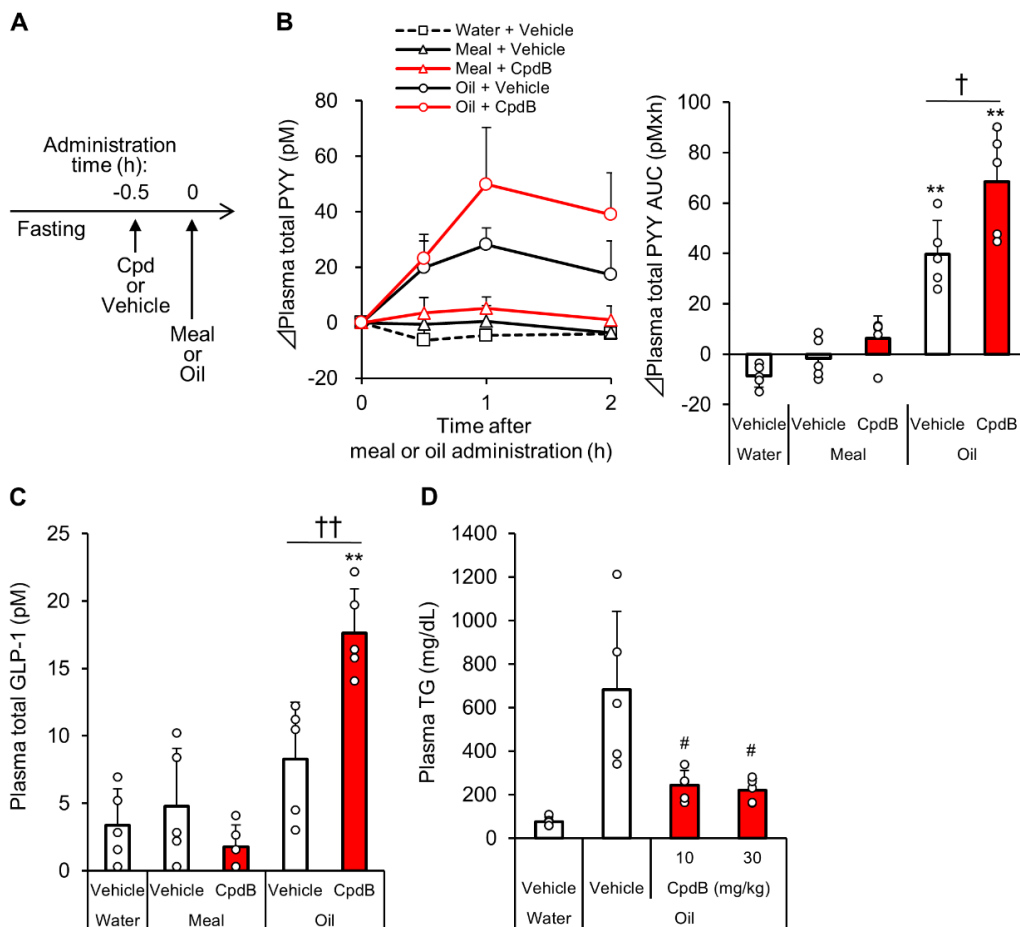 A
Administration
time (h):
-0.5 0
Fasting
Cpd
or
Vehicle
Meal
or
Oil
B
Water + Vehicle
Meal + Vehicle
Meal + CpdB
Oil + Vehicle
Oil + CpdB
⊿Plasma total PYY (pM)
80
60
40
20
0
-20
0 1 2
Time after
meal or oil administration (h)
⊿Plasma total PYY AUC (pMxh)
100
80
60
40
20
0
-20
†
**
**
Vehicle Vehicle CpdB Vehicle CpdB
Water Meal Oil
C
Plasma total GLP-1 (pM)
25
20
15
10
5
0
††
**
Vehicle Vehicle CpdB Vehicle CpdB
Water Meal Oil
D
Plasma TG (mg/dL)
1400
1200
1000
800
600
400
200
0
# #
10 30
Vehicle Vehicle CpdB (mg/kg)
Water Oil